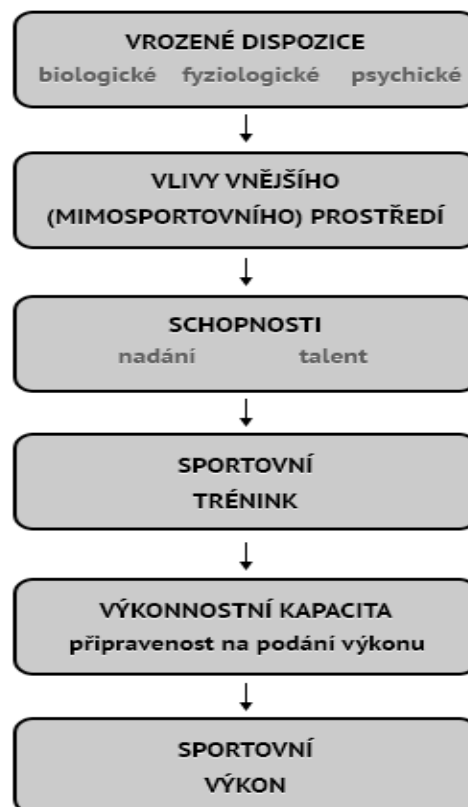 VROZENÉ DISPOZICE
biologické fyziologické psychické
VLIVY VNĚJŠÍHO
(MIMOSPORTOVNÍHO) PROSTŘEDÍ
SCHOPNOSTI
nadání talent
SPORTOVNÍ
TRÉNINK
VÝKONNOSTNÍ KAPACITA
připravenost na podání výkonu
SPORTOVNÍ
VÝKON